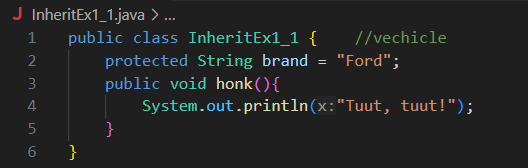 J InheritEx1_1.java > ...
1 public class InheritEx1_1 {    //vechicle
2     protected String brand = "Ford";
3     public void honk(){
4         System.out.println(x:"Tuut, tuut!");
5     }
6 }